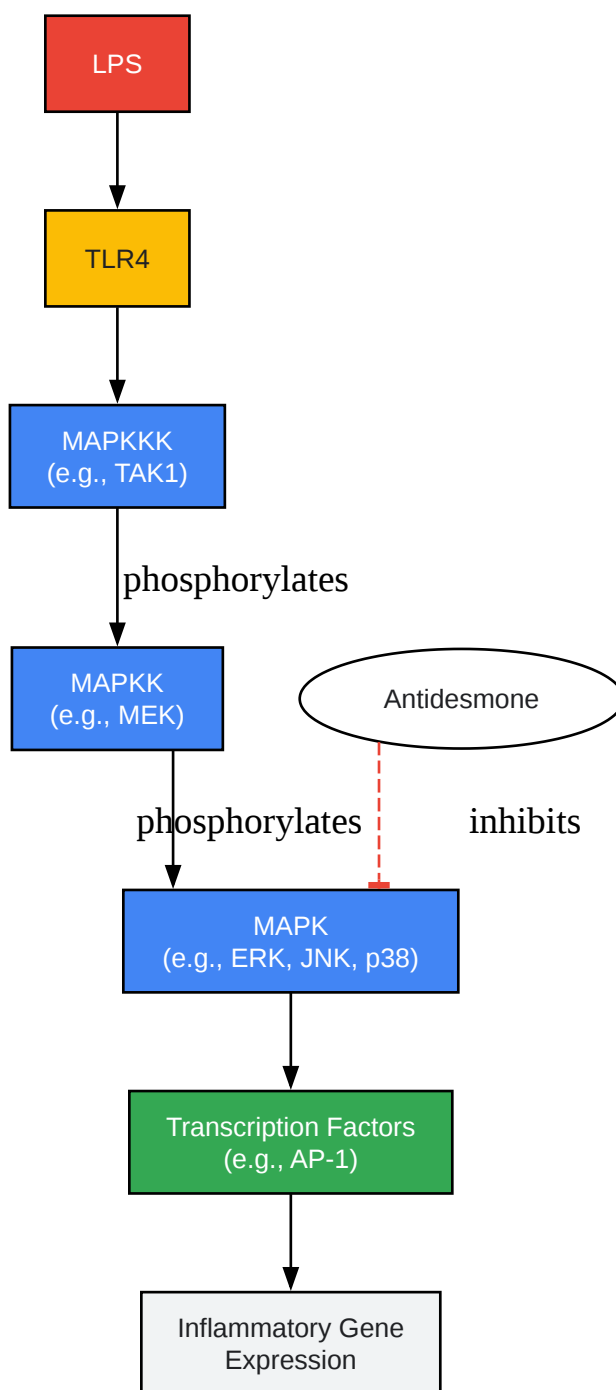 LPS
TLR4
MAPKKK
(e.g., TAK1)
phosphorylates
MAPKK
(e.g., MEK)
Antidesmone
phosphorylates
inhibits
MAPK
(e.g., ERK, JNK, p38)
Transcription Factors
(e.g., AP-1)
Inflammatory Gene
Expression